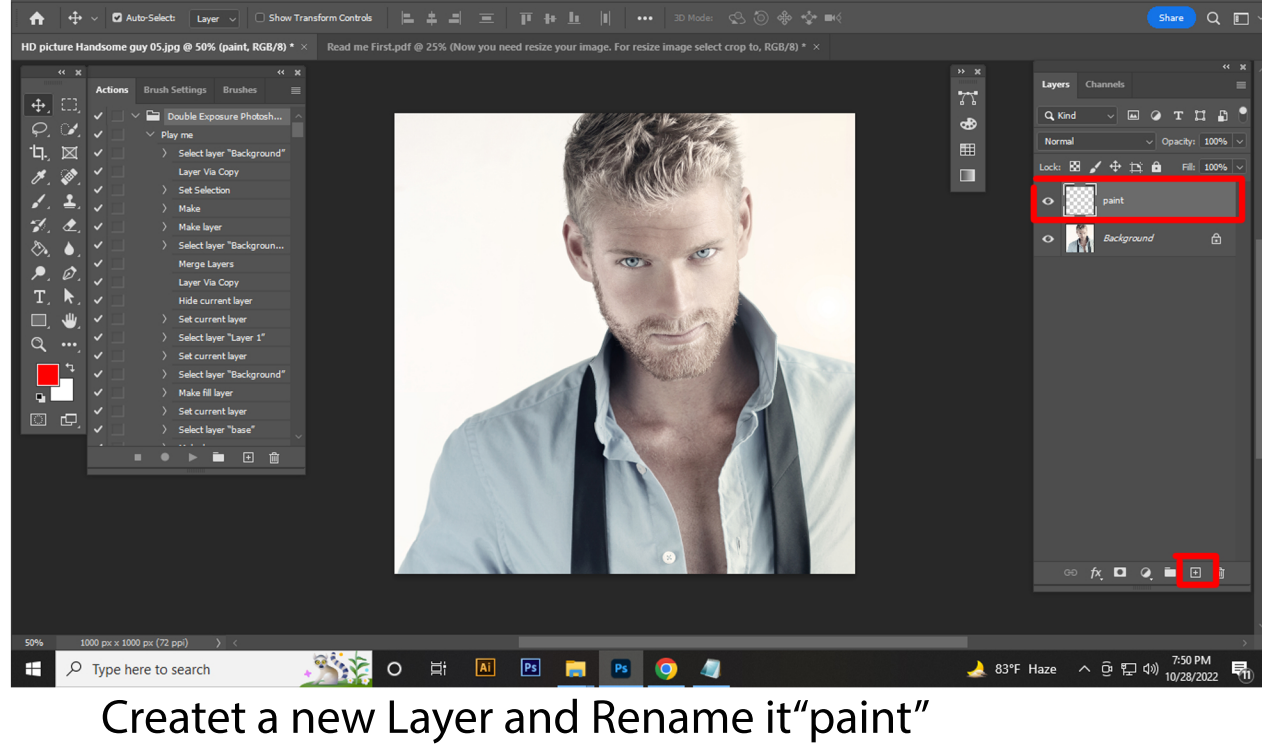 Auto-Select: Layer Show Transform Controls 3D Mode: Share
HD picture Handsome guy 05.jpg @ 50% (paint, RGB/8) * × Read me First.pdf @ 25% (Now you need resize your image. For resize image select crop to, RGB/8) * ×
Actions Brush Settings Brushes
Double Exposure Photosh...
Play me
Select layer "Background"
Layer Via Copy
Set Selection
Make
Make layer
Select layer "Backgroun...
Merge Layers
Layer Via Copy
Hide current layer
Set current layer
Select layer "Layer 1"
Set current layer
Select layer "Background"
Make fill layer
Set current layer
Select layer "base"
Layers Channels
Kind
Normal Opacity: 100%
Lock: Fill: 100%
paint
Background
fx
50% 1000 px x 1000 px (72 ppi)
Type here to search Ai Ps Ps 83°F Haze 7:50 PM
10/28/2022
11
Createt a new Layer and Rename it“paint”